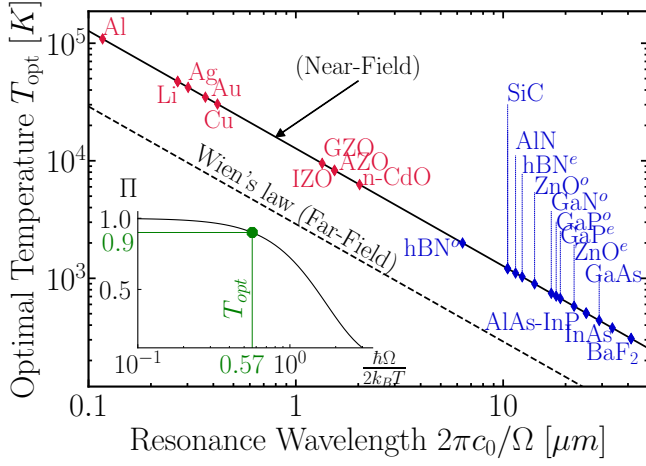 Optimal Temperature T_opt [K]
10^5
10^4
10^3
Al
Li
Ag
Au
Cu
(Near-Field)
GZO
IZO
AZO
n-CdO
Wien's law (Far-Field)
hBN^o
SiC
AlN
hBN^e
ZnO^o
GaN^o
GaP^o
GaP^e
ZnO^e
GaAs
AlAs-InP
InAs
BaF_2
Π
1.0
0.9
0.5
T_opt
10^-1
0.57
10^0
ℏΩ/2k_BT
0.1
1
10
Resonance Wavelength 2πc_0/Ω [μm]